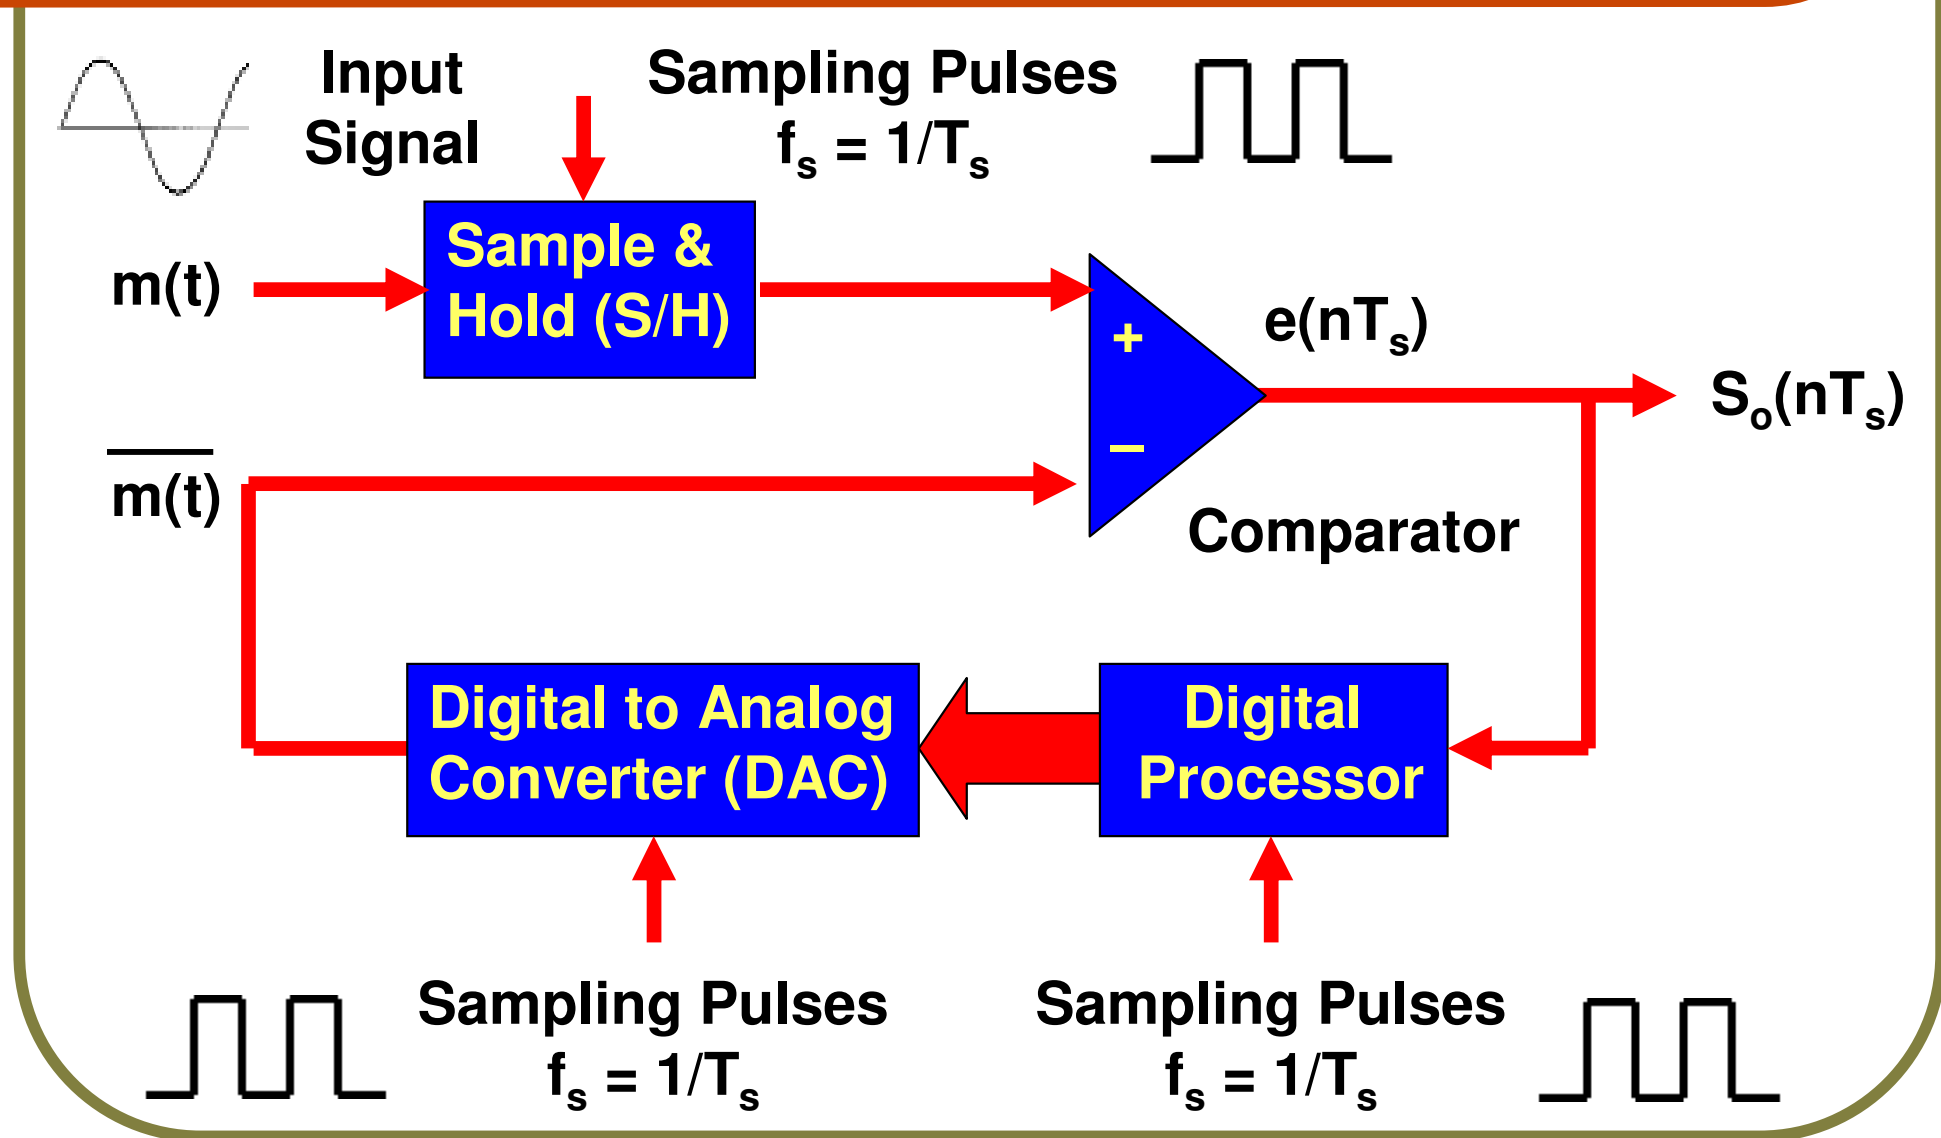 Input
Signal
Sampling Pulses
fs = 1/Ts
Sample &
Hold (S/H)
m(t)
+
e(nTs)
So(nTs)
–
m(t)
Comparator
Digital to Analog
Converter (DAC)
Digital
Processor
Sampling Pulses
fs = 1/Ts
Sampling Pulses
fs = 1/Ts